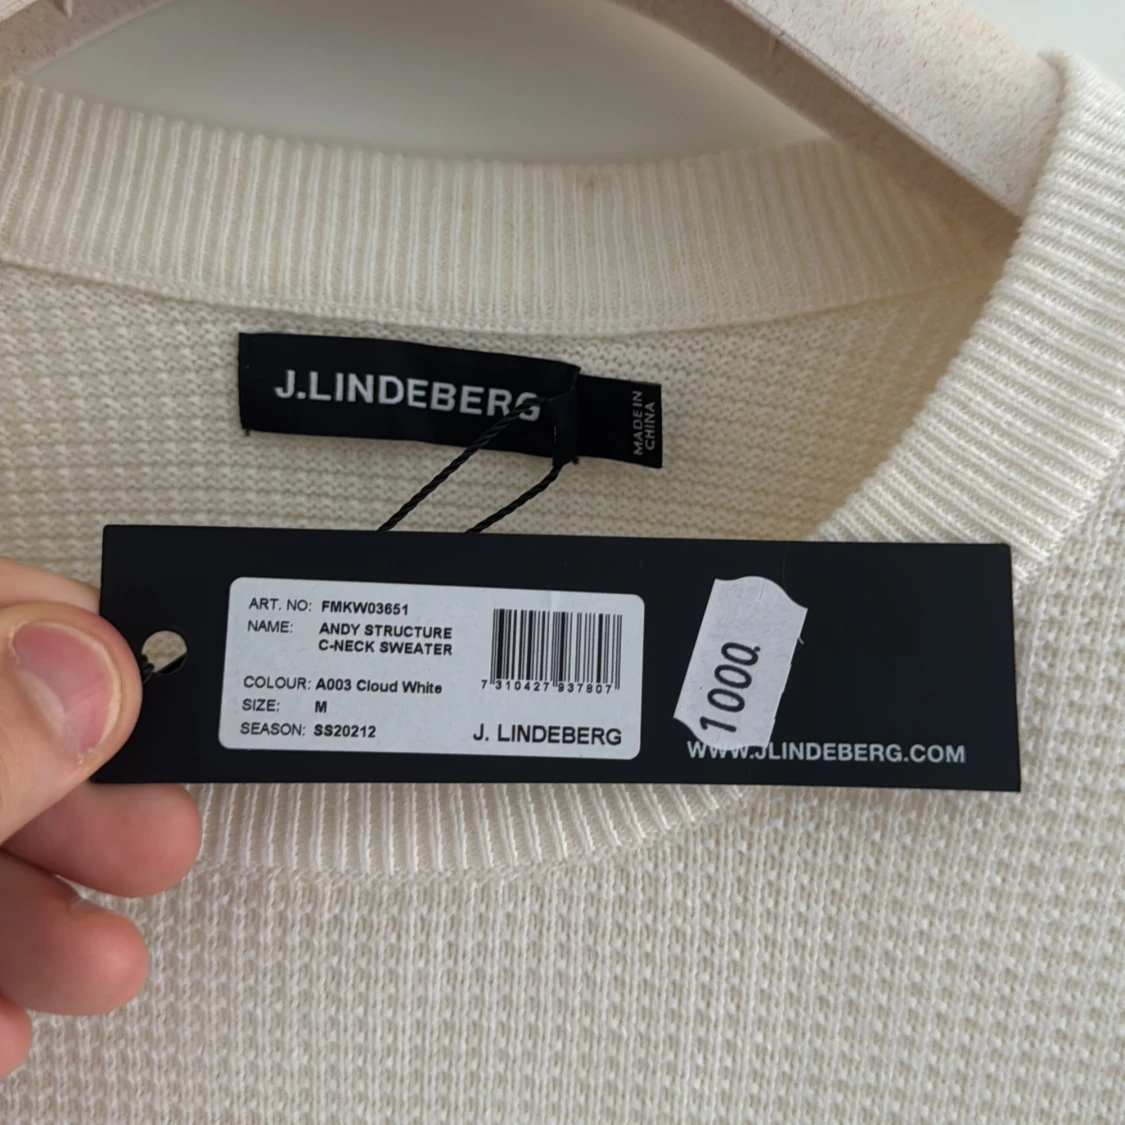 J.LINDEBERG
MADE IN
CHINA
ART. NO: FMKW03651
NAME: ANDY STRUCTURE
C-NECK SWEATER
COLOUR: A003 Cloud White
SIZE: M
SEASON: SS20212
7 310427 937807
J. LINDEBERG
1000
WWW.JLINDEBERG.COM